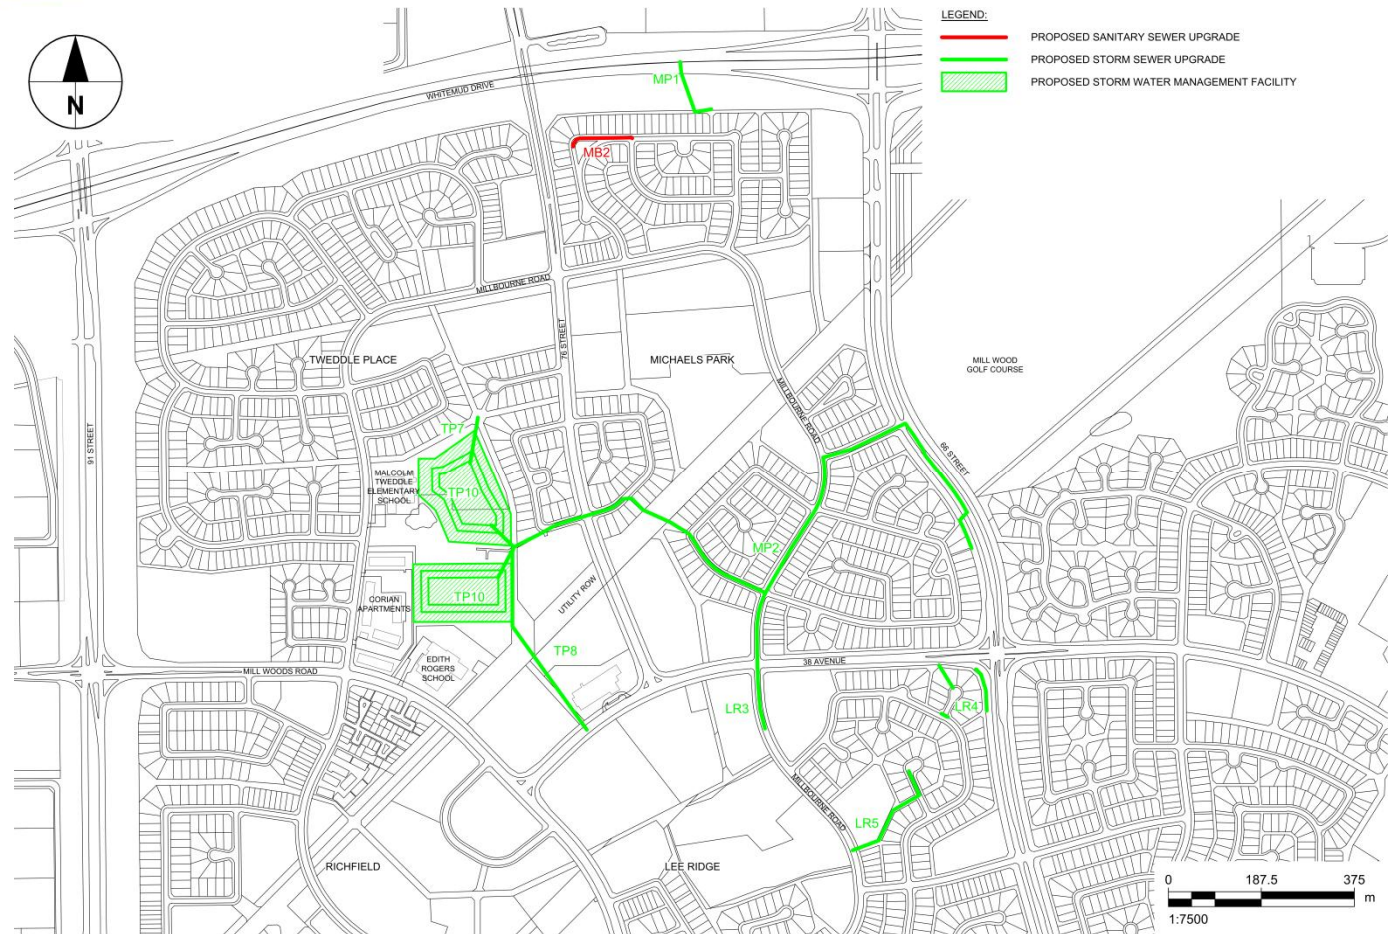 LEGEND:
PROPOSED SANITARY SEWER UPGRADE
PROPOSED STORM SEWER UPGRADE
PROPOSED STORM WATER MANAGEMENT FACILITY
N
WHITEMUD DRIVE
MP1
MB2
MILLBOURNE ROAD
76 STREET
TWEDDLE PLACE
MICHAELS PARK
MILL WOOD
GOLF COURSE
MILLBOURNE ROAD
91 STREET
66 STREET
TP7
MALCOLM
TWEDDLE
ELEMENTARY
SCHOOL
TP10
MP2
UTILITY ROW
TP10
CORIAN
APARTMENTS
TP8
EDITH
ROGERS
SCHOOL
MILL WOODS ROAD
38 AVENUE
LR3
LR4
MILLBOURNE ROAD
LR5
RICHFIELD
LEE RIDGE
0 187.5 375
m
1:7500